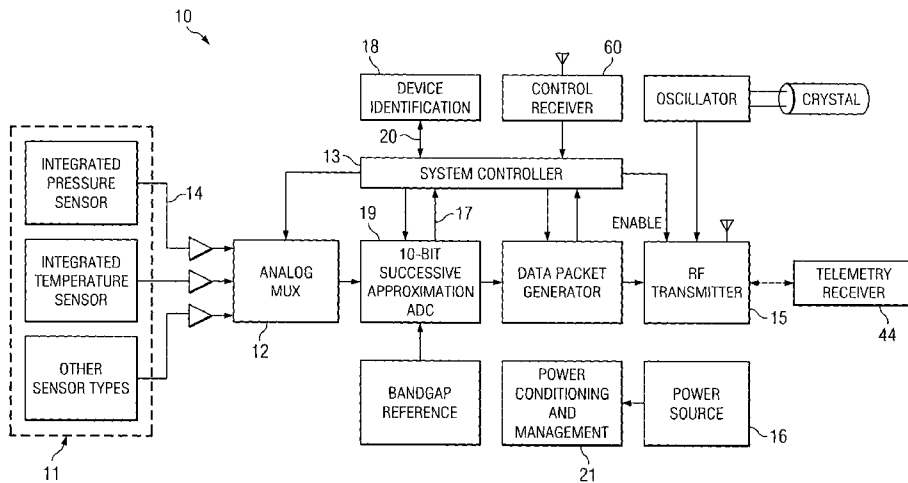 10
18
DEVICE
IDENTIFICATION
60
CONTROL
RECEIVER
OSCILLATOR
CRYSTAL
20
13
SYSTEM CONTROLLER
INTEGRATED
PRESSURE
SENSOR
14
19
17
ENABLE
INTEGRATED
TEMPERATURE
SENSOR
ANALOG
MUX
12
10-BIT
SUCCESSIVE
APPROXIMATION
ADC
DATA PACKET
GENERATOR
RF
TRANSMITTER
15
TELEMETRY
RECEIVER
44
OTHER
SENSOR TYPES
11
BANDGAP
REFERENCE
POWER
CONDITIONING
AND
MANAGEMENT
21
POWER
SOURCE
16